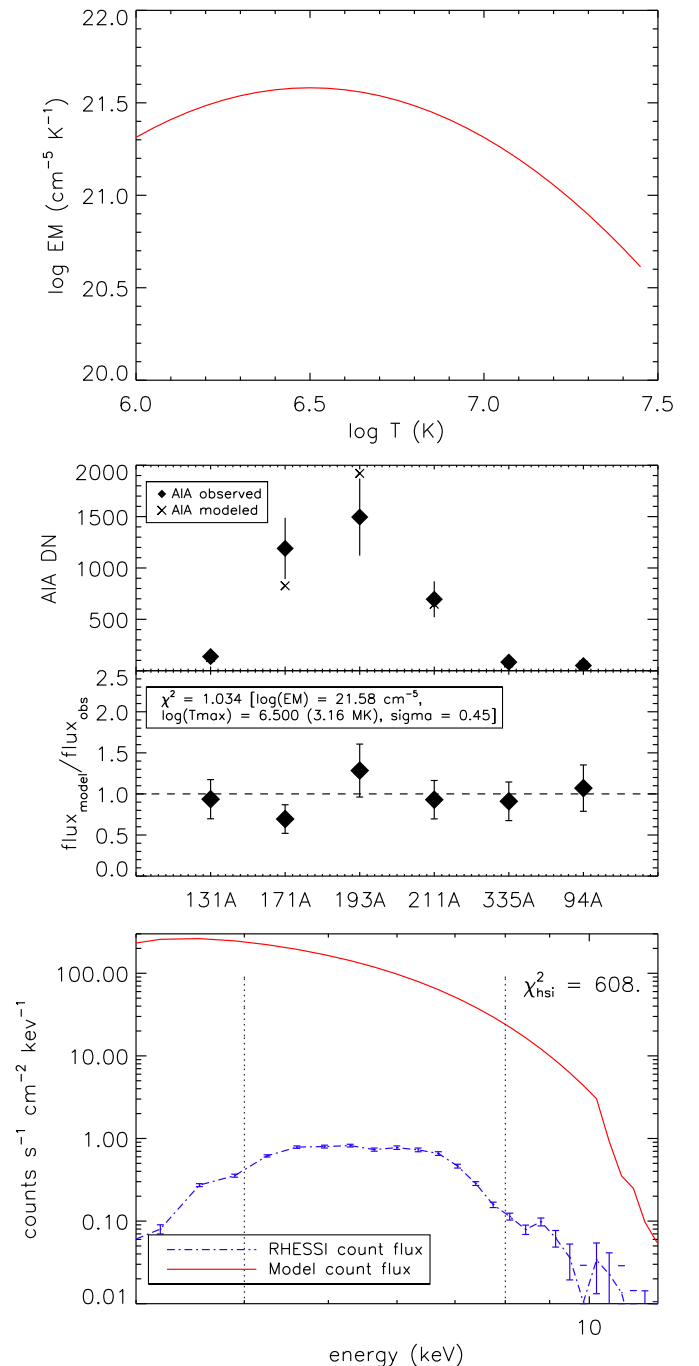 22.0
21.5
21.0
20.5
20.0
log EM (cm⁻⁵ K⁻¹)
6.0 6.5 7.0 7.5
log T (K)
2000
1500
1000
500
AIA DN
AIA observed
AIA modeled
2.5
2.0
1.5
1.0
0.5
0.0
flux_model/flux_obs
χ² = 1.034 [log(EM) = 21.58 cm⁻⁵,
log(Tmax) = 6.500 (3.16 MK), sigma = 0.45]
131A 171A 193A 211A 335A 94A
100.00
10.00
1.00
0.10
0.01
counts s⁻¹ cm⁻² kev⁻¹
χ²_hsi = 608.
RHESSI count flux
Model count flux
10
energy (keV)